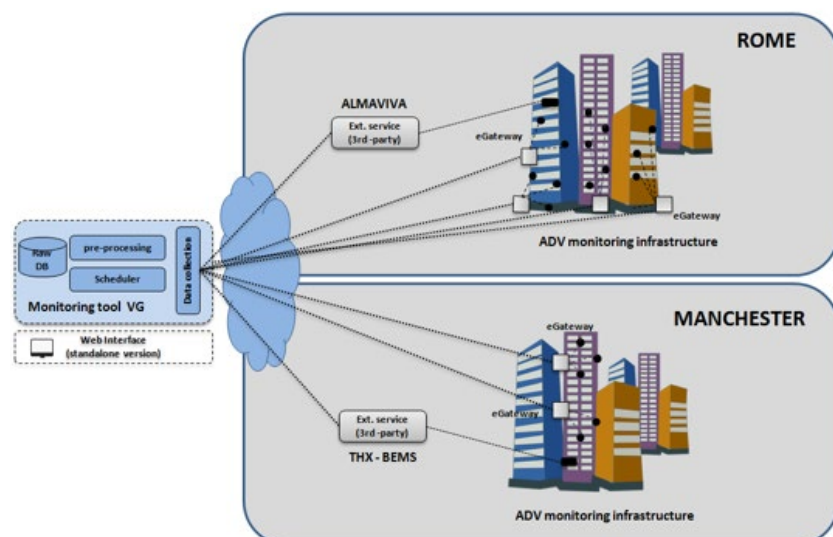 ROME
ALMAVIVA
Ext. service
(3rd -party)
eGateway
eGateway
ADV monitoring infrastructure
Raw
DB
pre-processing
Scheduler
Data collection
Monitoring tool VG
Web Interface
(standalone version)
MANCHESTER
eGateway
eGateway
Ext. service
(3rd -party)
THX - BEMS
ADV monitoring infrastructure